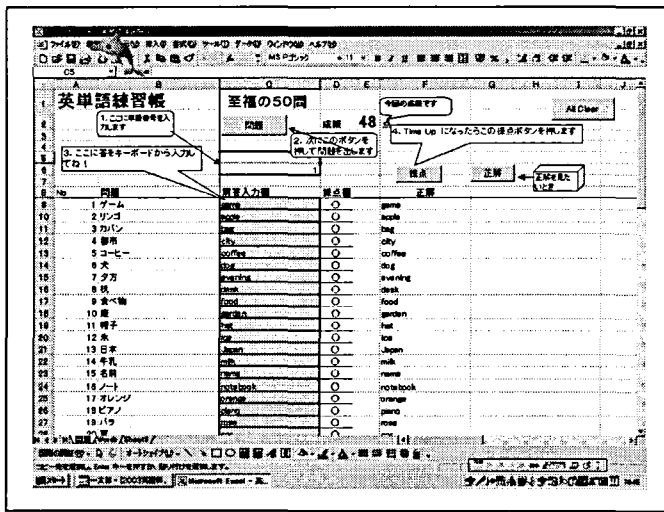 C5
A B C D E F G H I J
英単語練習帳 至福の50問
1.ここに単語番号を入力します
問題
成績 48 点
今回の点数です
All Clear
2. 次にこのボタンを押して問題を出します
4. Time Up になったらこの採点ボタンを押します
3. ここに答をキーボードから入力してね!
1
採点
正解
正解を見たいとき
No 問題 解答入力欄 採点欄 正解
1 ゲーム game ○ game
2 リンゴ apple ○ apple
3 カバン bag ○ bag
4 都市 city ○ city
5 コーヒー coffee ○ coffee
6 犬 dog ○ dog
7 夕方 evening ○ evening
8 机 desk ○ desk
9 食べ物 food ○ food
10 庭 garden ○ garden
11 帽子 hat ○ hat
12 氷 ice ○ ice
13 日本 Japan ○ Japan
14 牛乳 milk ○ milk
15 名前 name ○ name
16 ノート notebook ○ notebook
17 オレンジ orange ○ orange
18 ピアノ piano ○ piano
19 バラ rose ○ rose
問題 / Words / Sheet1